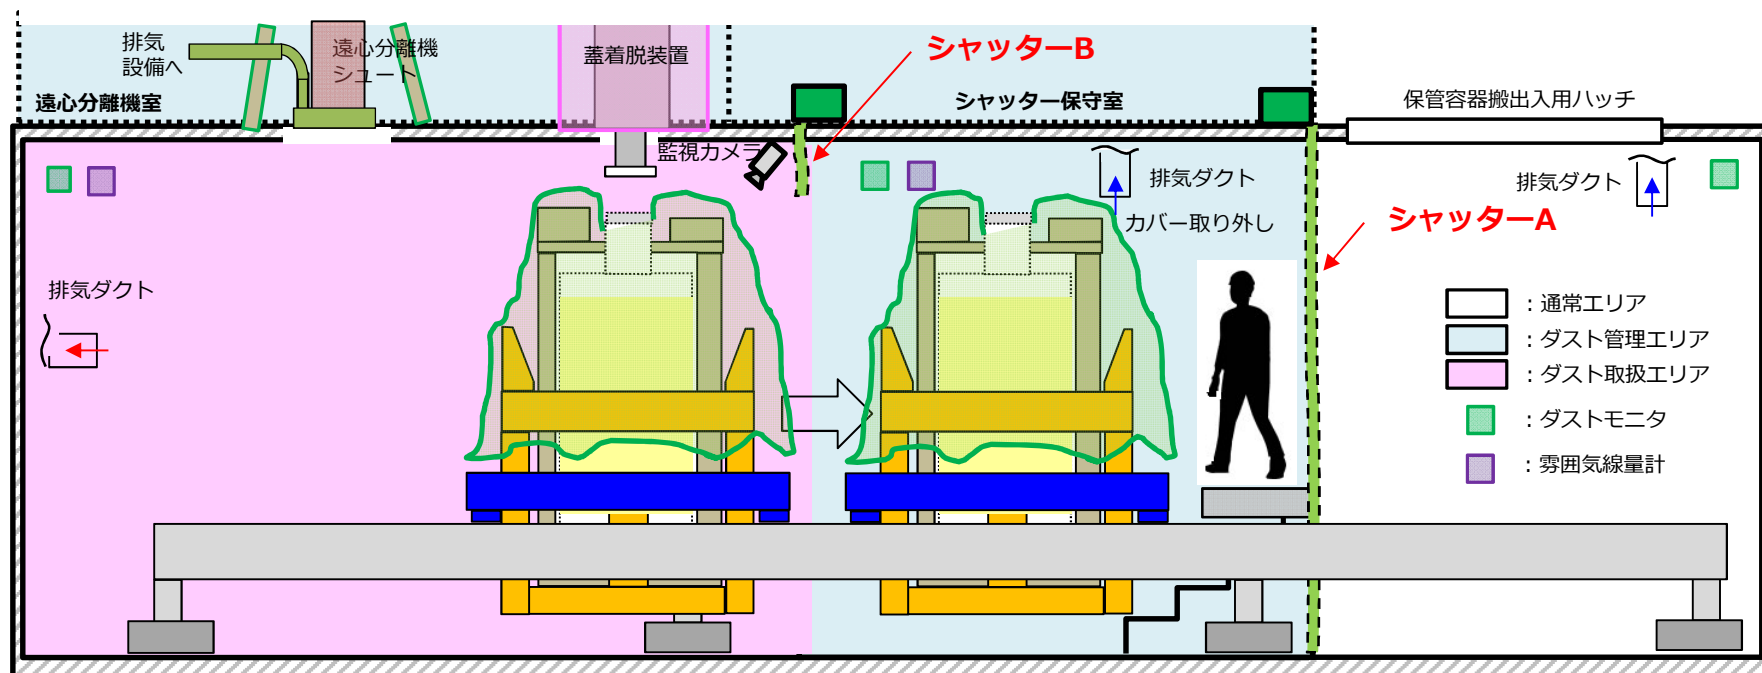 排気
設備へ
遠心分離機
シュート
遠心分離機室
蓋着脱装置
シャッターB
シャッター保守室
保管容器搬出入用ハッチ
監視カメラ
排気ダクト
カバー取り外し
排気ダクト
シャッターA
排気ダクト
：通常エリア
：ダスト管理エリア
：ダスト取扱エリア
：ダストモニタ
：雰囲気線量計